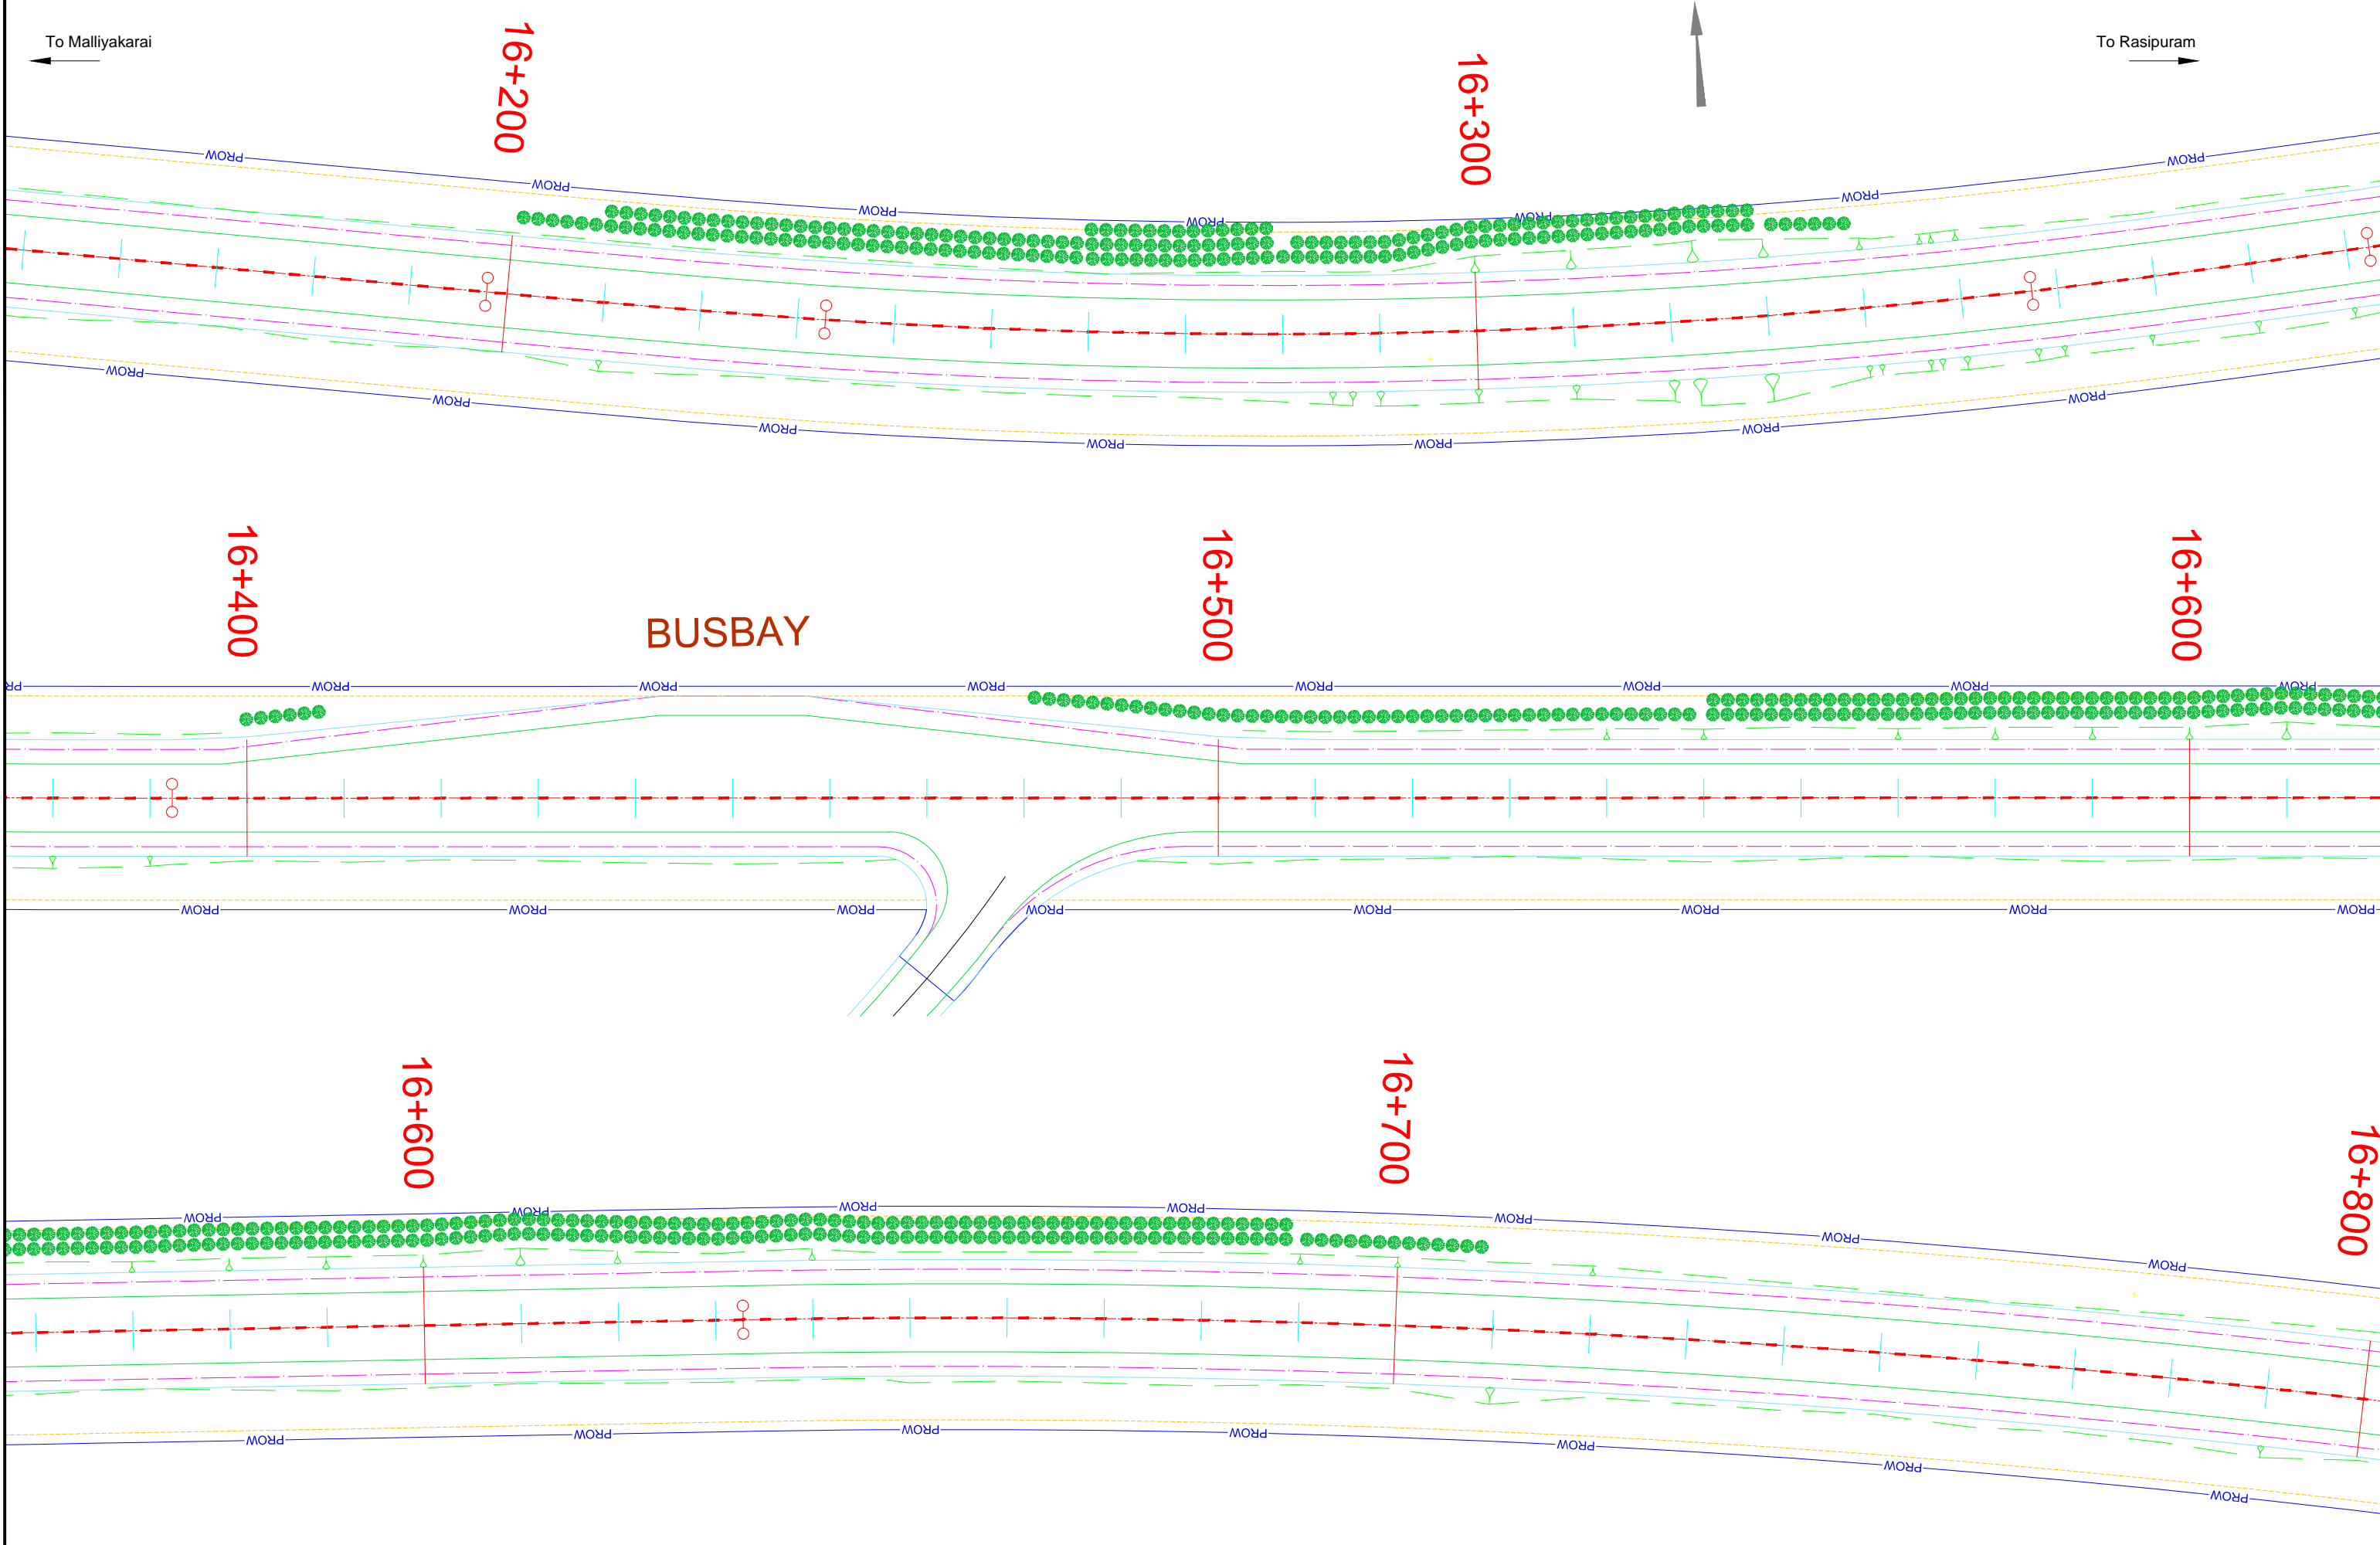 To Malliyakarai
To Rasipuram
16+200
16+300
PROW PROW PROW PROW PROW PROW PROW
PROW PROW PROW PROW PROW PROW PROW
16+400
16+500
16+600
BUSBAY
PR PROW PROW PROW PROW PROW PROW PROW
PROW PROW PROW PROW PROW PROW PROW PROW
16+600
16+700
16+800
PROW PROW PROW PROW PROW PROW PROW
PROW PROW PROW PROW PROW PROW PROW